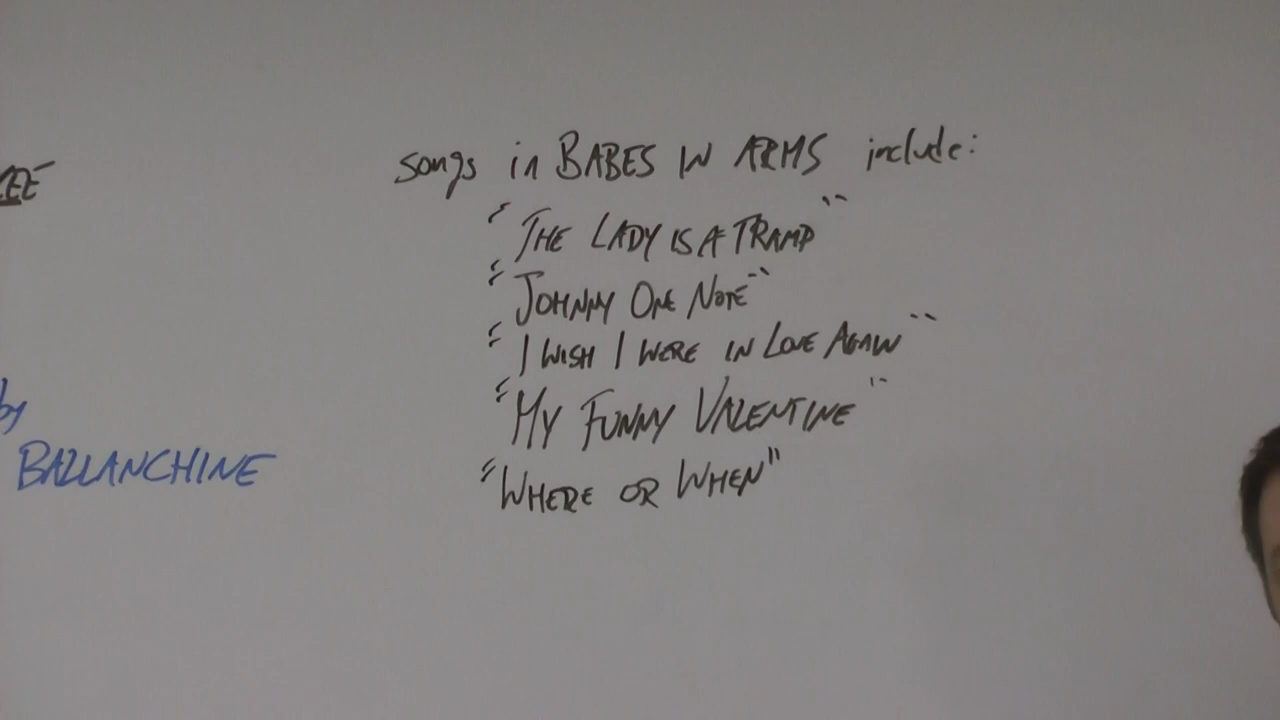 songs in BABES IN ARMS include:
"THE LADY IS A TRAMP"
"JOHNNY ONE NOTE"
"I WISH I WERE IN LOVE AGAIN"
"MY FUNNY VALENTINE"
by
BALLANCHINE
"WHERE OR WHEN"